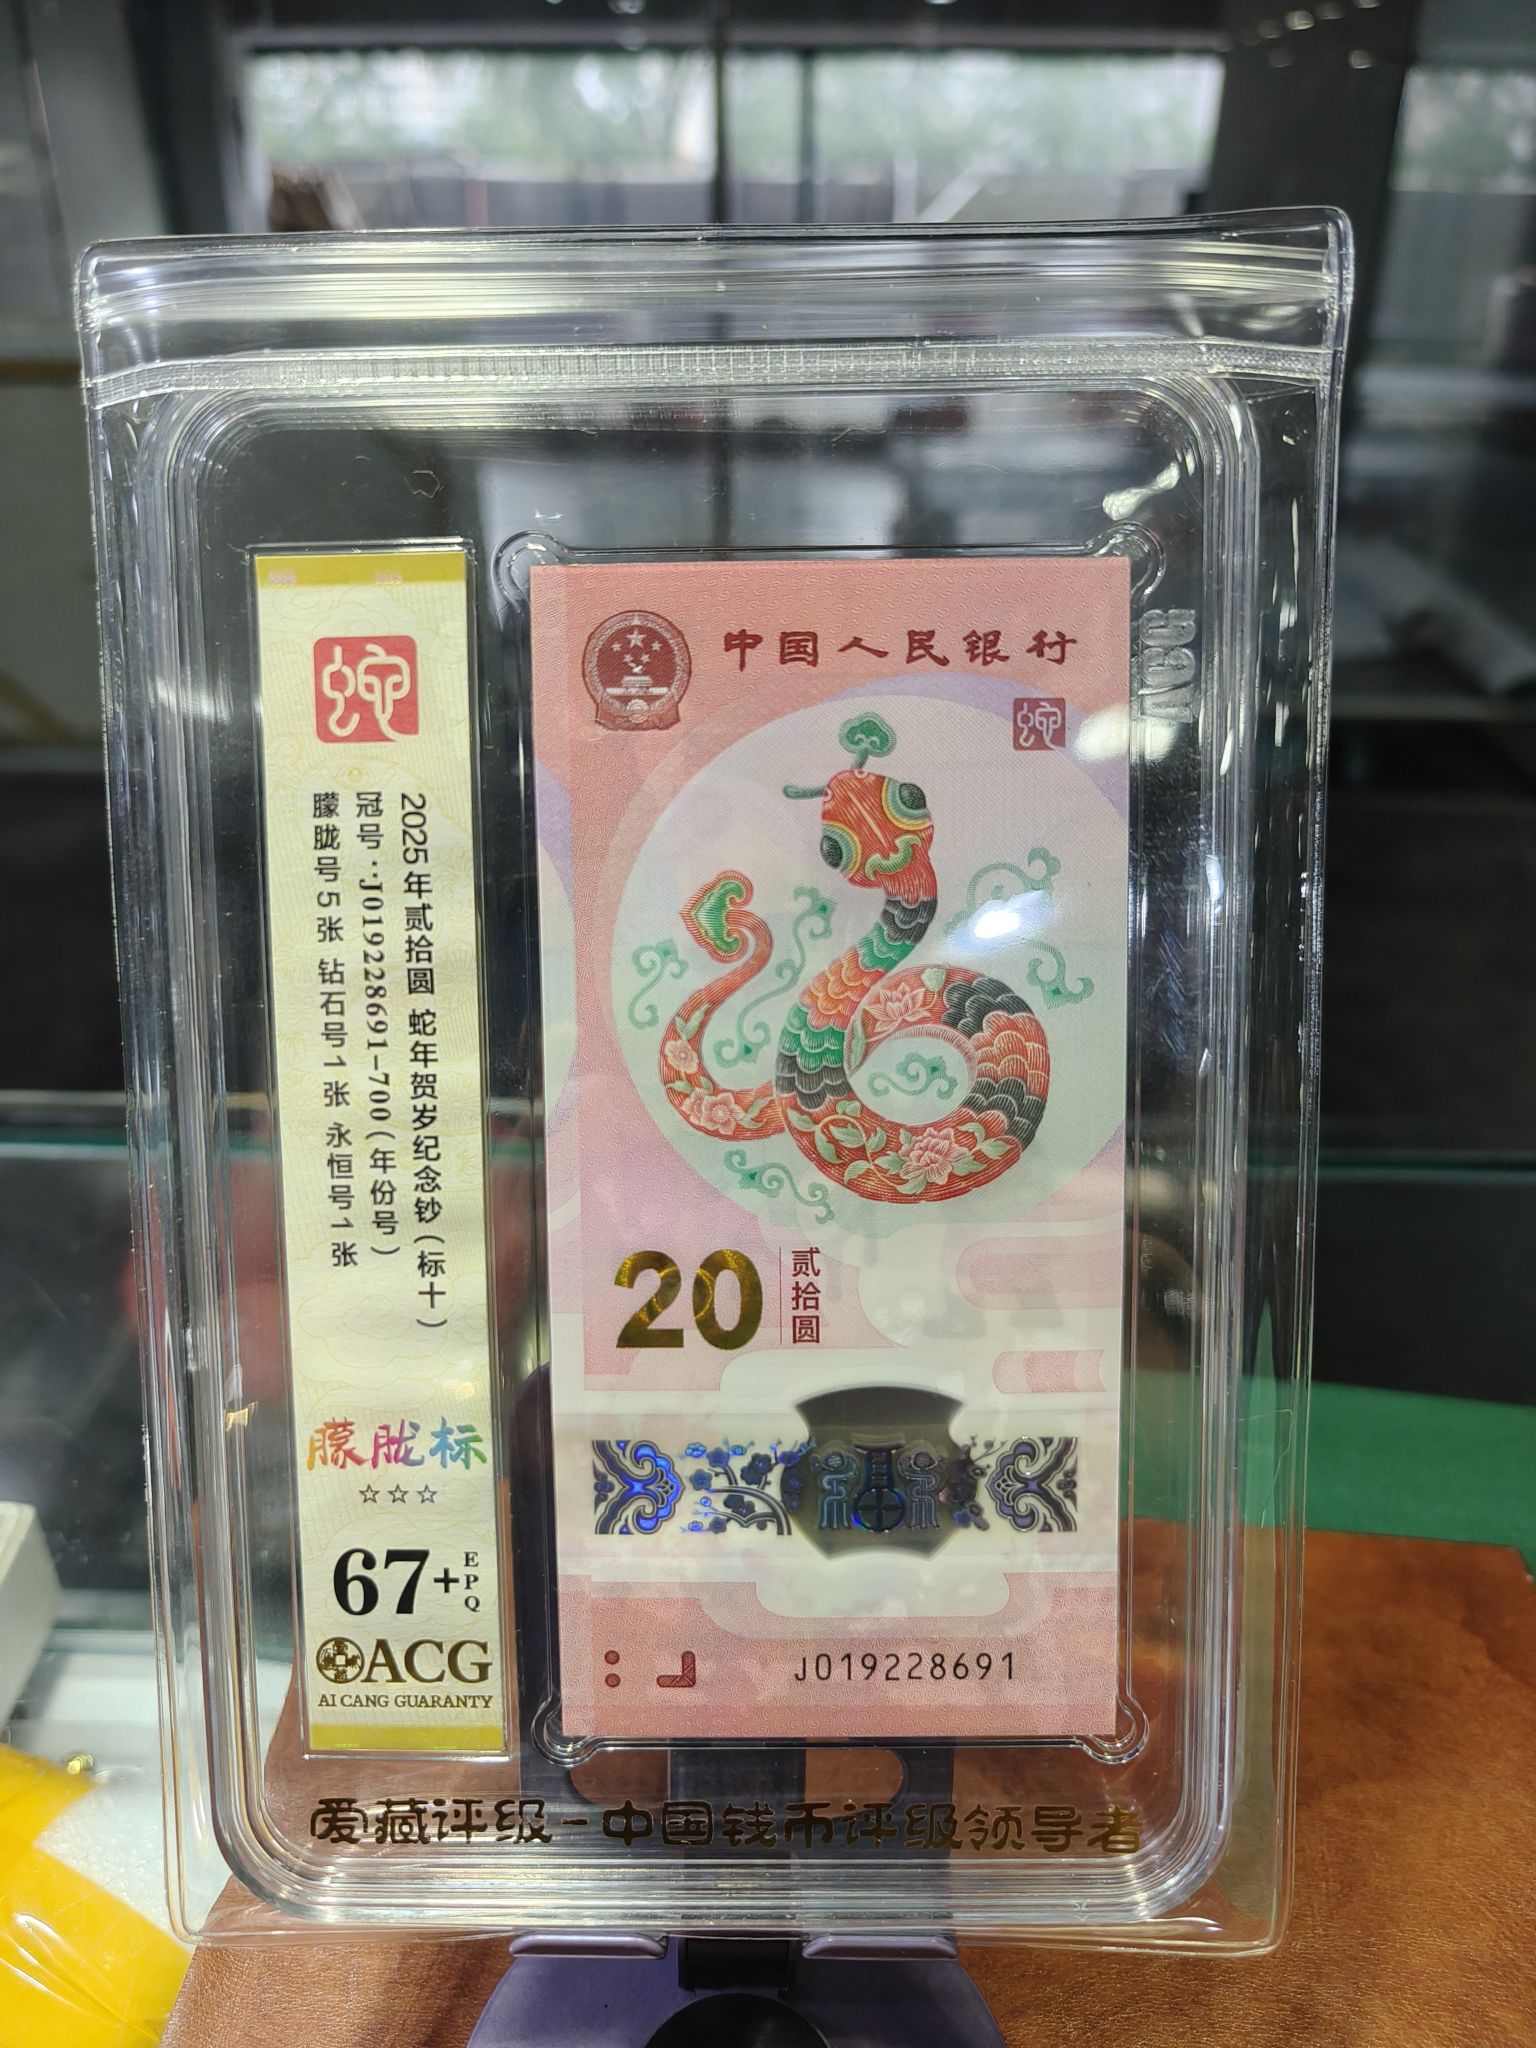 蛇
2025年贰拾圆 蛇年贺岁纪念钞(标十)
冠号:J019228691-700(年份号)
朦胧号5张 钻石号1张 永恒号1张
朦胧标
☆☆☆
67+EPQ
ACG
AI CANG GUARANTY
中国人民银行
蛇
20 贰拾圆
J019228691
ACG
爱藏评级-中国钱币评级领导者